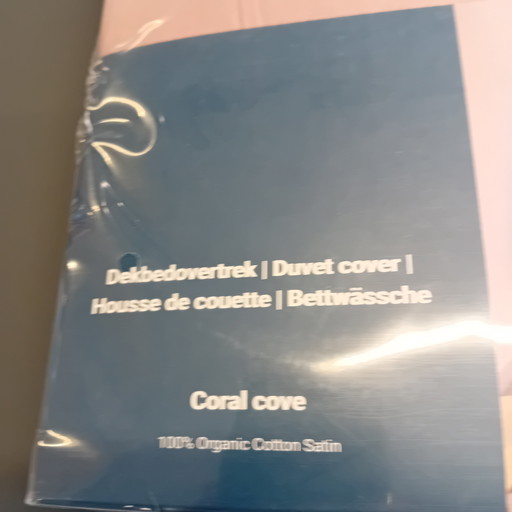 Dekbedovertrek | Duvet cover |
Housse de couette | Bettwässche
Coral cove
100% Organic Cotton Satin